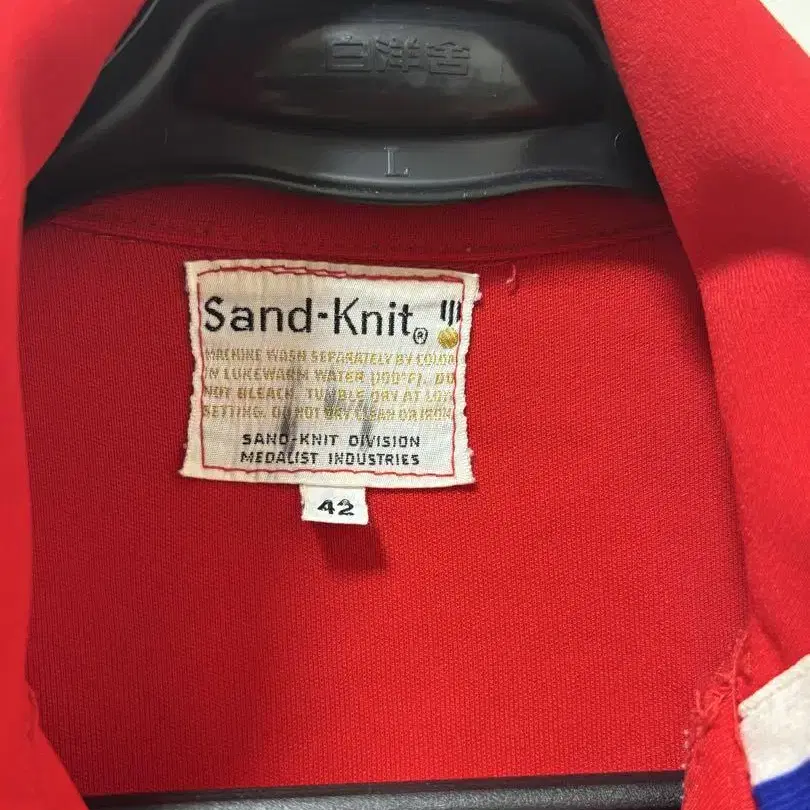 白洋舍
L
Sand-Knit®
MACHINE WASH SEPARATELY BY COLOR
IN LUKEWARM WATER (100°F). DO
NOT BLEACH. TUMBLE DRY AT LOW
SETTING. DO NOT DRY CLEAN OR IRON
SAND-KNIT DIVISION
MEDALIST INDUSTRIES
42